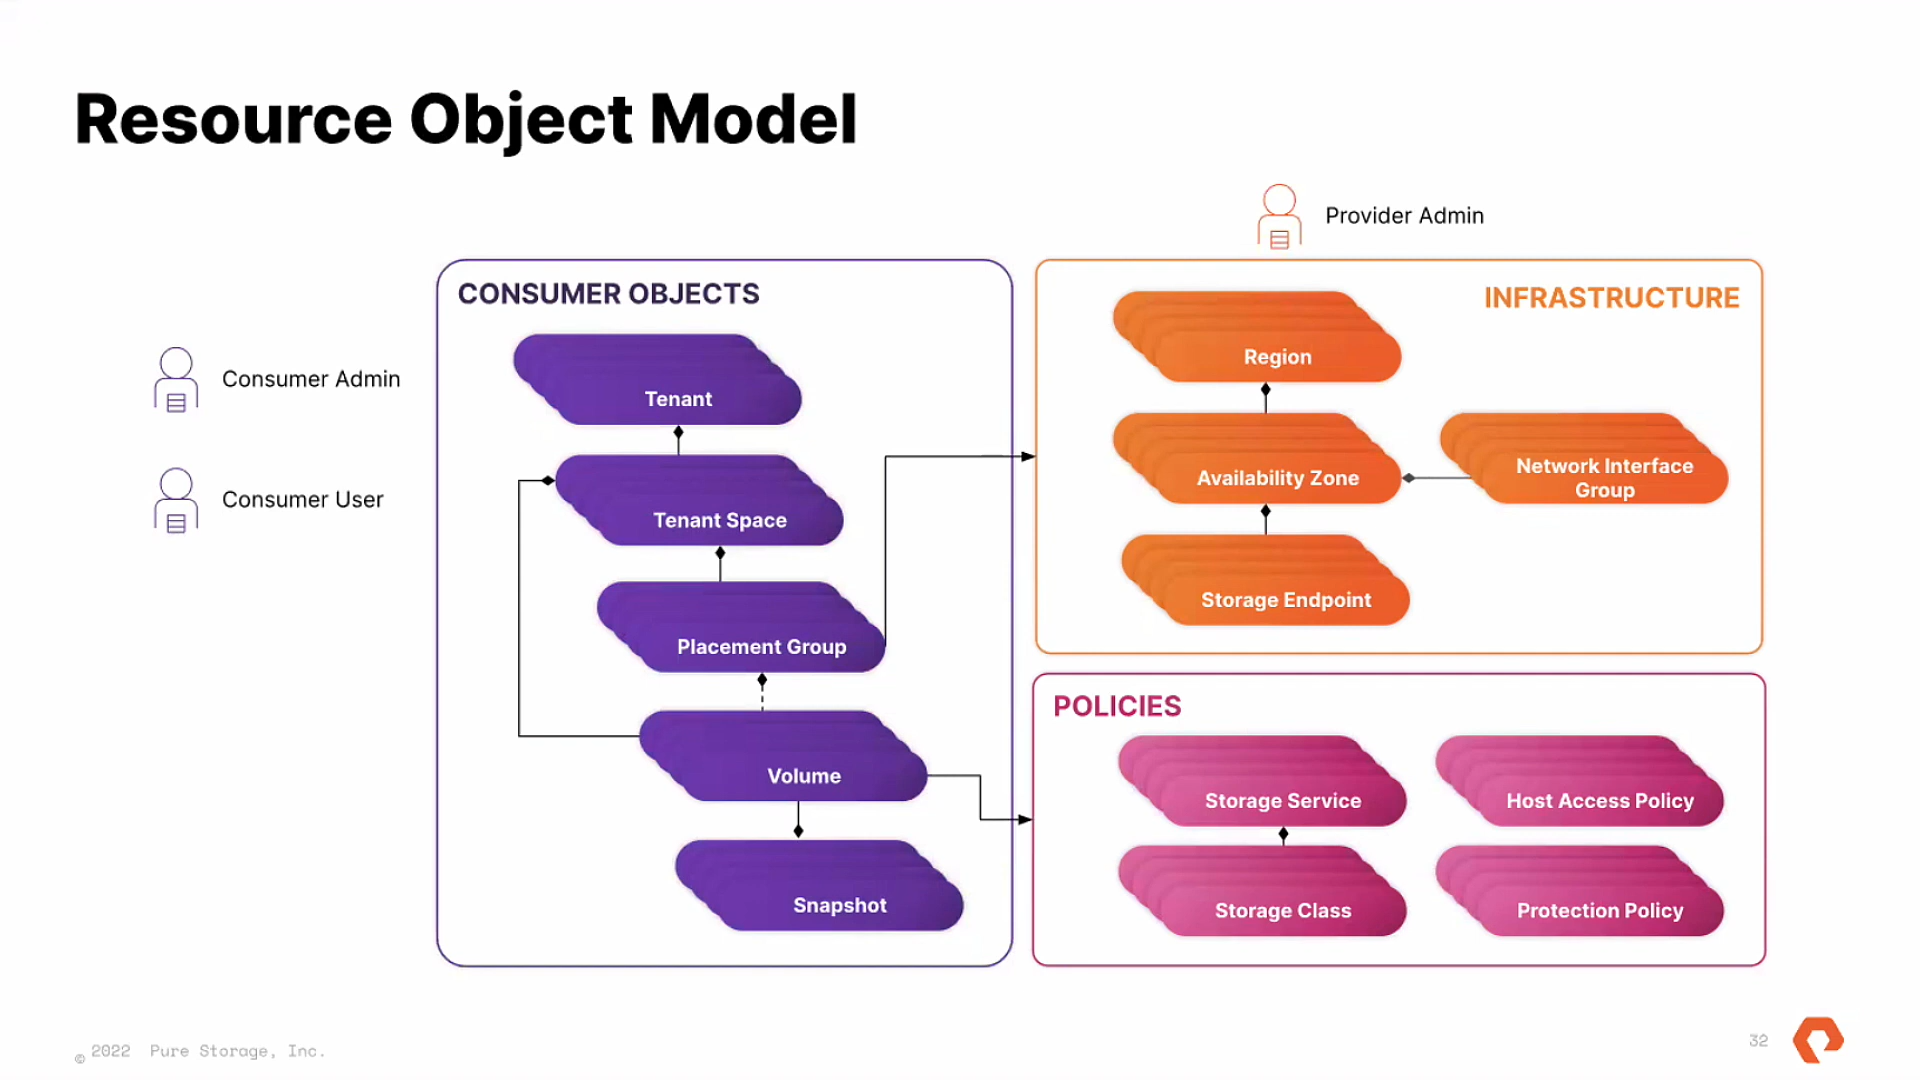 Resource Object Model
Provider Admin
CONSUMER OBJECTS
INFRASTRUCTURE
Consumer Admin
Consumer User
Tenant
Tenant Space
Placement Group
Volume
Snapshot
Region
Availability Zone
Network Interface
Group
Storage Endpoint
POLICIES
Storage Service
Host Access Policy
Storage Class
Protection Policy
© 2022 Pure Storage, Inc.
32